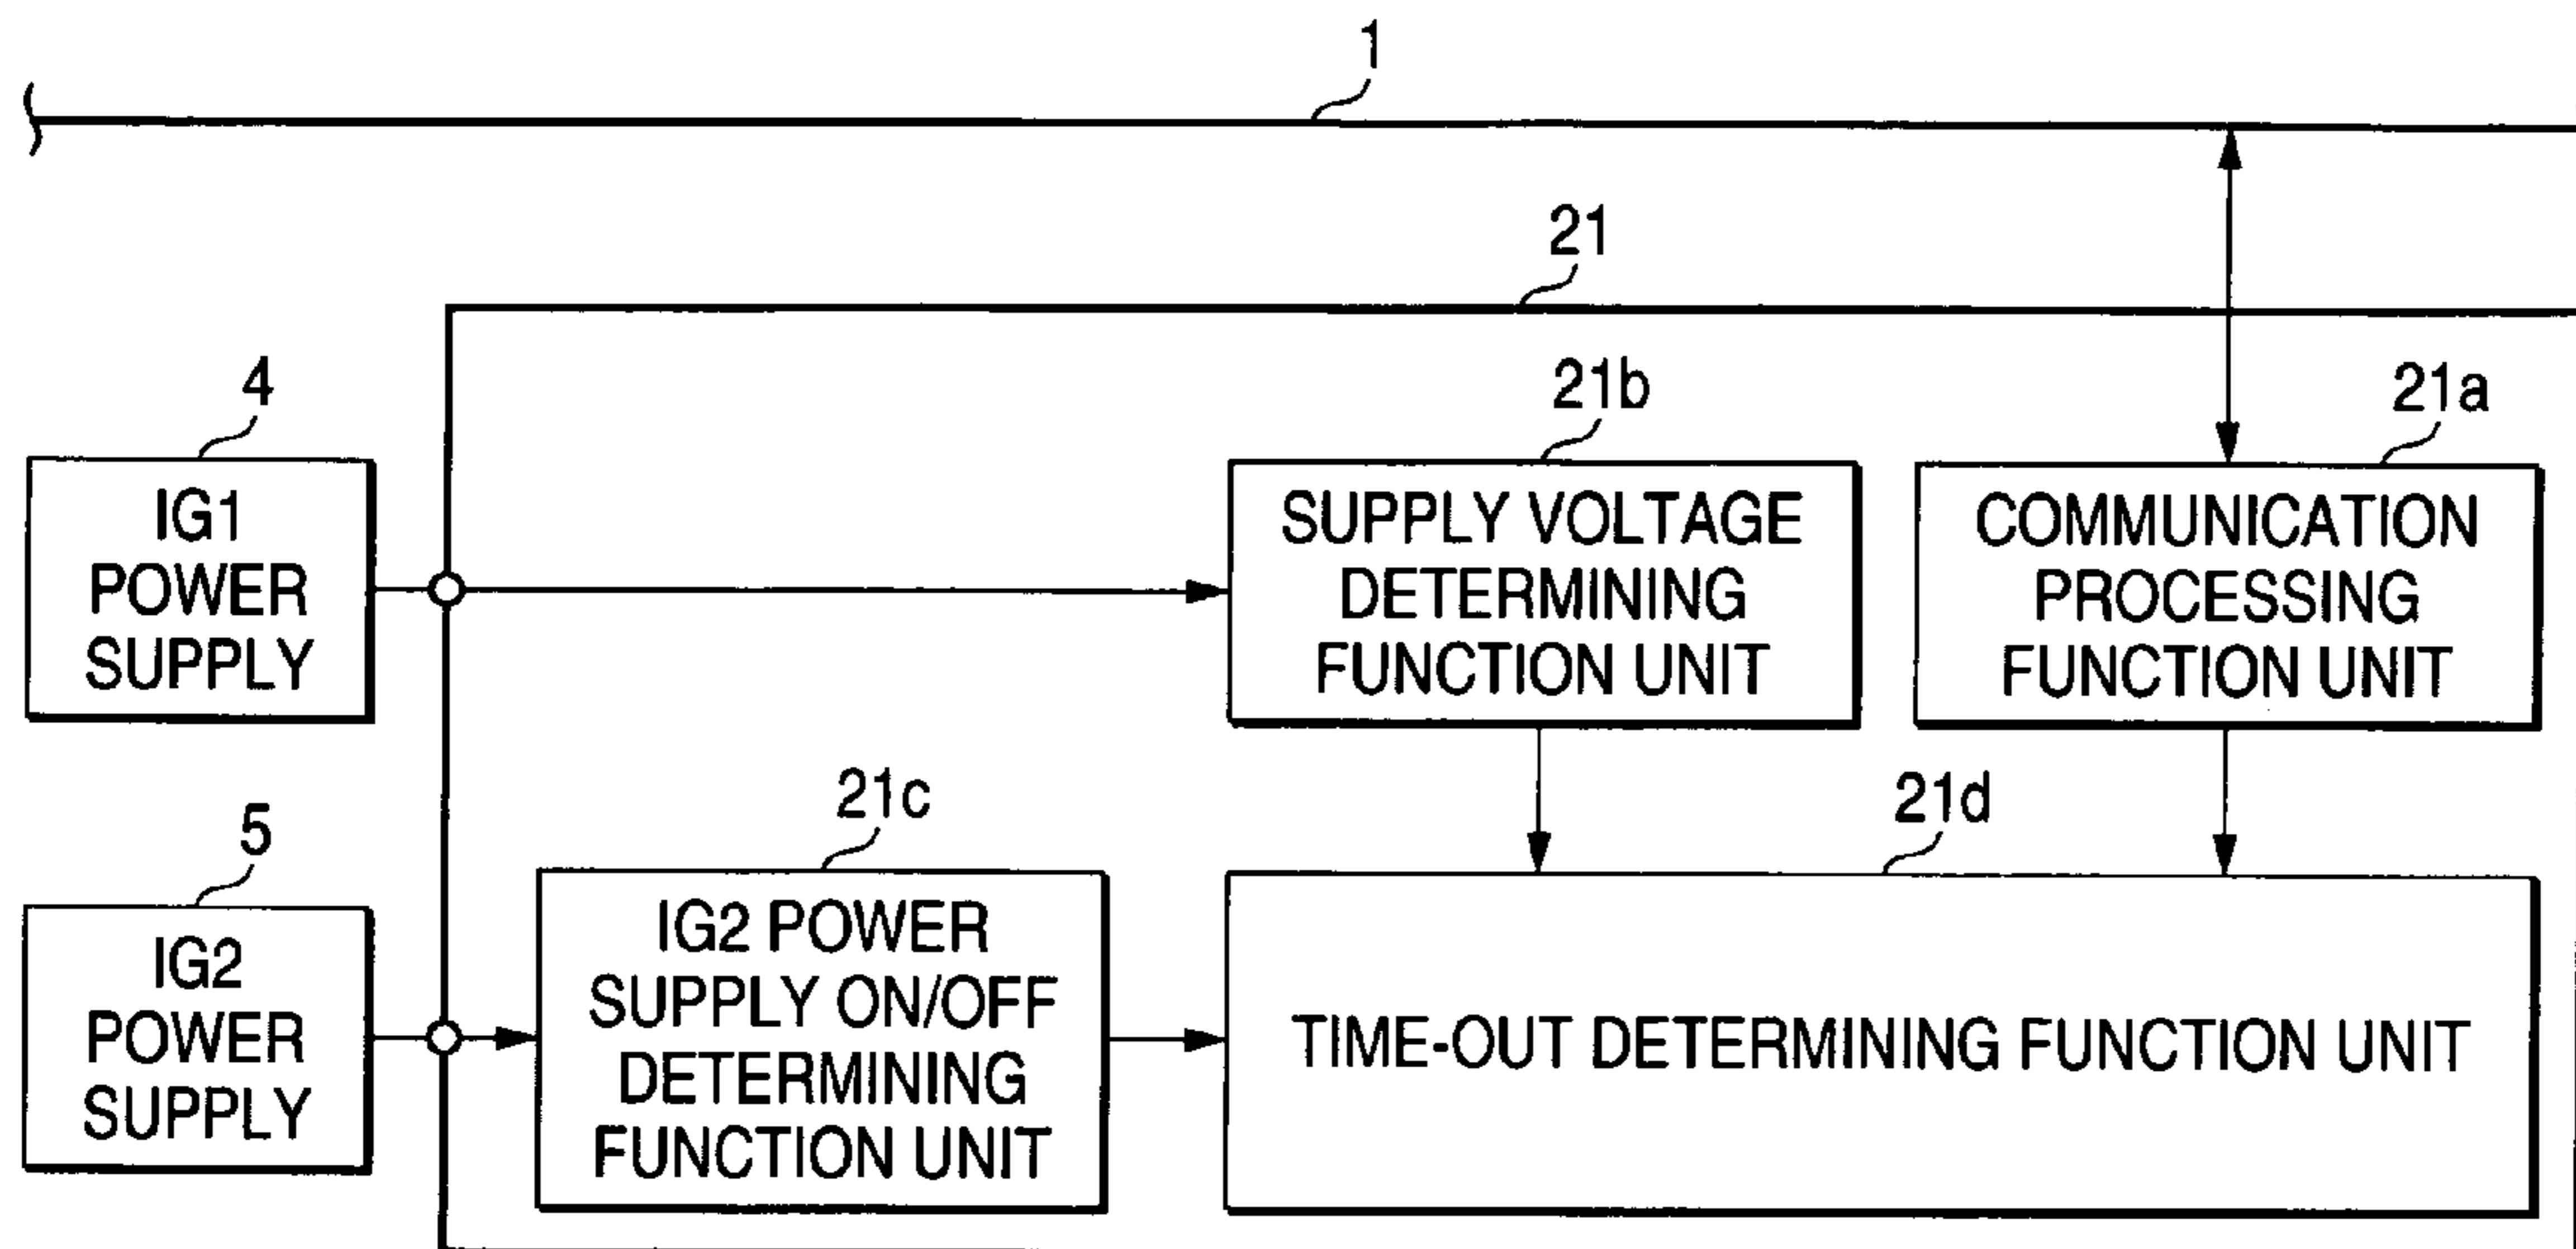 1
21
4
21b
21a
IG1
POWER
SUPPLY
SUPPLY VOLTAGE
DETERMINING
FUNCTION UNIT
COMMUNICATION
PROCESSING
FUNCTION UNIT
5
21c
21d
IG2
POWER
SUPPLY
IG2 POWER
SUPPLY ON/OFF
DETERMINING
FUNCTION UNIT
TIME-OUT DETERMINING FUNCTION UNIT